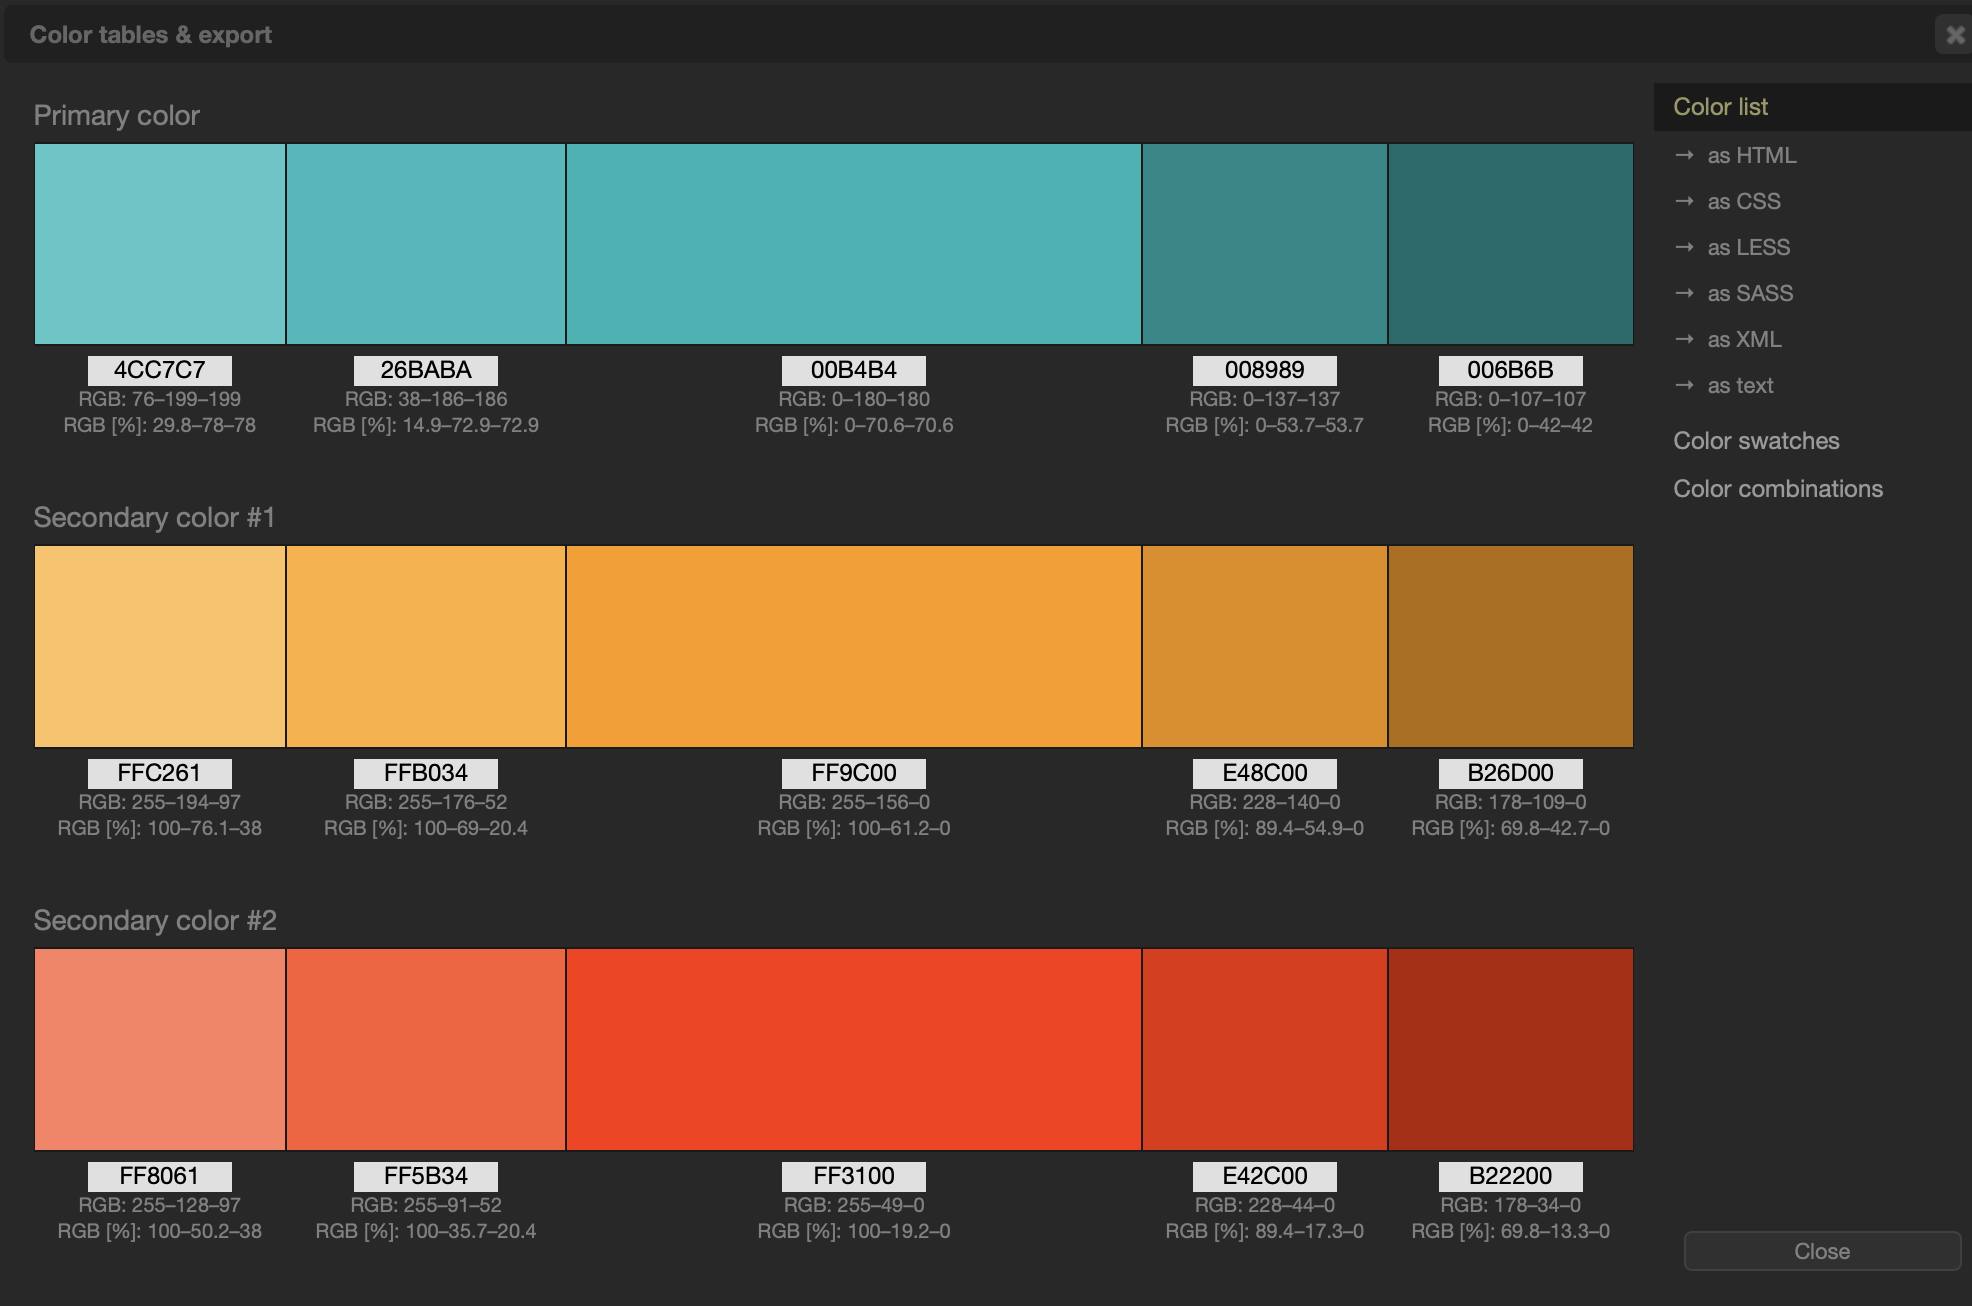 Color tables & export
Primary color
4CC7C7
RGB: 76–199–199
RGB [%]: 29.8–78–78
26BABA
RGB: 38–186–186
RGB [%]: 14.9–72.9–72.9
00B4B4
RGB: 0–180–180
RGB [%]: 0–70.6–70.6
008989
RGB: 0–137–137
RGB [%]: 0–53.7–53.7
006B6B
RGB: 0–107–107
RGB [%]: 0–42–42
Secondary color #1
FFC261
RGB: 255–194–97
RGB [%]: 100–76.1–38
FFB034
RGB: 255–176–52
RGB [%]: 100–69–20.4
FF9C00
RGB: 255–156–0
RGB [%]: 100–61.2–0
E48C00
RGB: 228–140–0
RGB [%]: 89.4–54.9–0
B26D00
RGB: 178–109–0
RGB [%]: 69.8–42.7–0
Secondary color #2
FF8061
RGB: 255–128–97
RGB [%]: 100–50.2–38
FF5B34
RGB: 255–91–52
RGB [%]: 100–35.7–20.4
FF3100
RGB: 255–49–0
RGB [%]: 100–19.2–0
E42C00
RGB: 228–44–0
RGB [%]: 89.4–17.3–0
B22200
RGB: 178–34–0
RGB [%]: 69.8–13.3–0
Color list
→ as HTML
→ as CSS
→ as LESS
→ as SASS
→ as XML
→ as text
Color swatches
Color combinations
Close